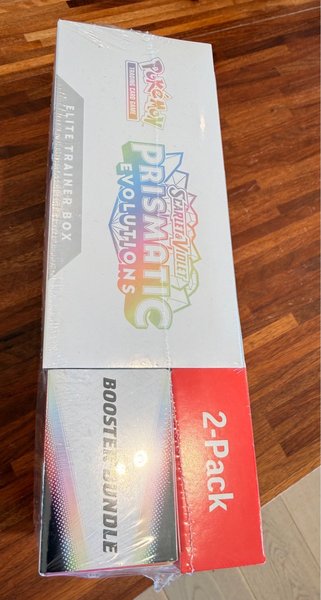 POKéMON
TRADING CARD GAME
SCARLET & VIOLET
PRISMATIC
EVOLUTIONS
ELITE TRAINER BOX
2-Pack
BOOSTER BUNDLE